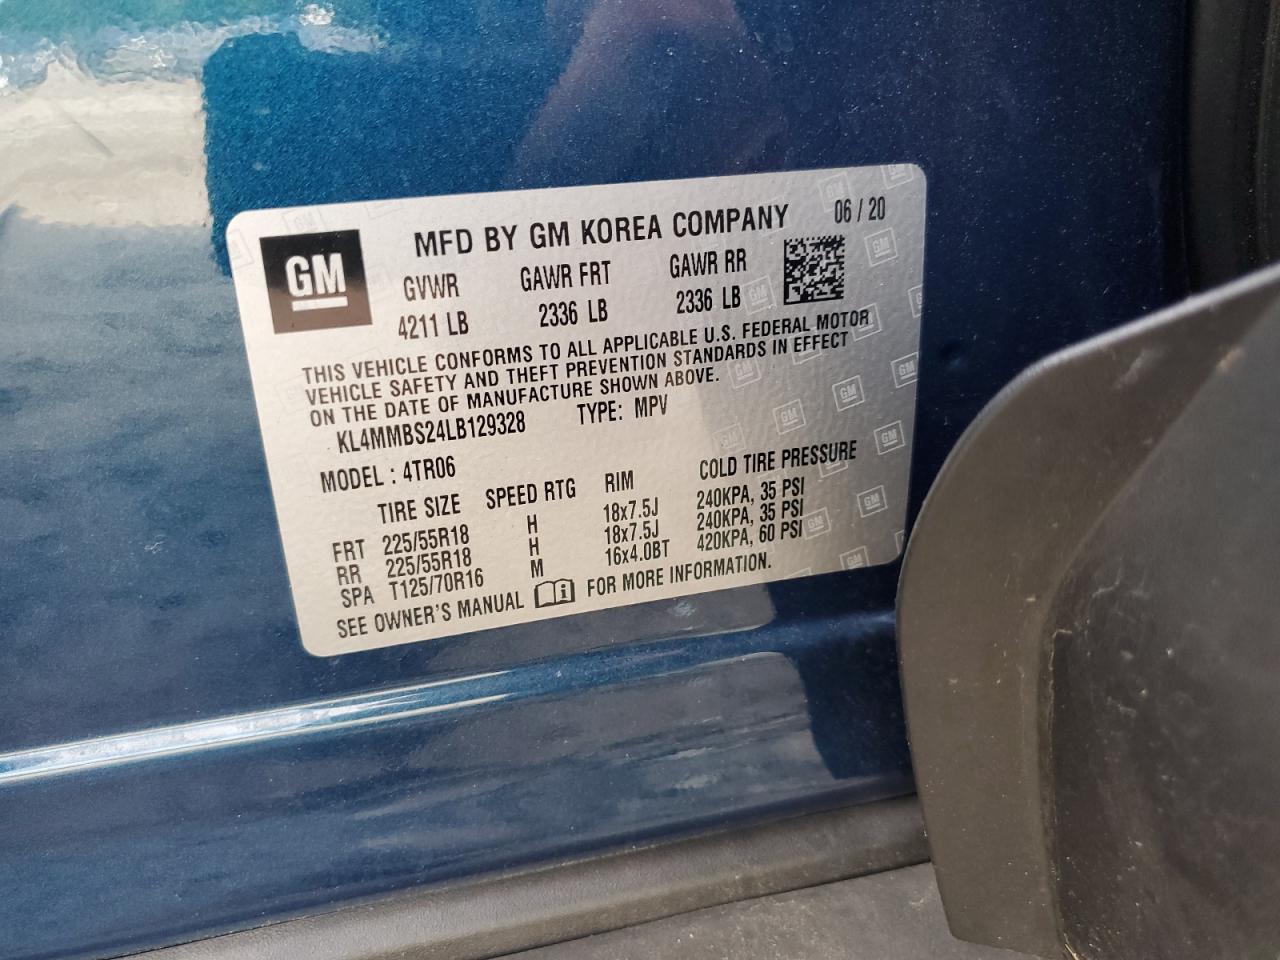 MFD BY GM KOREA COMPANY 06 / 20
GM
GVWR GAWR FRT GAWR RR
4211 LB 2336 LB 2336 LB
THIS VEHICLE CONFORMS TO ALL APPLICABLE U.S. FEDERAL MOTOR
VEHICLE SAFETY AND THEFT PREVENTION STANDARDS IN EFFECT
ON THE DATE OF MANUFACTURE SHOWN ABOVE.
KL4MMBS24LB129328 TYPE: MPV
MODEL : 4TR06
TIRE SIZE SPEED RTG RIM COLD TIRE PRESSURE
FRT 225/55R18 H 18x7.5J 240KPA, 35 PSI
RR 225/55R18 H 18x7.5J 240KPA, 35 PSI
SPA T125/70R16 M 16x4.0BT 420KPA, 60 PSI
SEE OWNER'S MANUAL FOR MORE INFORMATION.